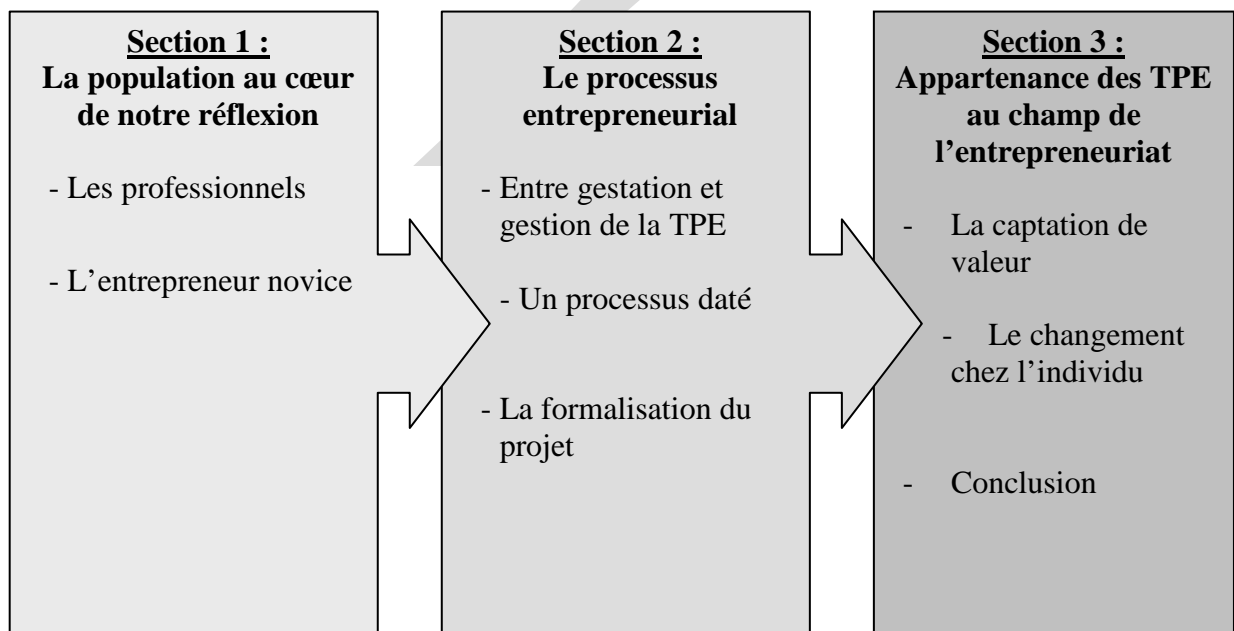 Section 1 :
La population au cœur
de notre réflexion
- Les professionnels
- L’entrepreneur novice
Section 2 :
Le processus
entrepreneurial
- Entre gestation et
gestion de la TPE
- Un processus daté
- La formalisation du
projet
Section 3 :
Appartenance des TPE
au champ de
l’entrepreneuriat
- La captation de
valeur
- Le changement
chez l’individu
- Conclusion